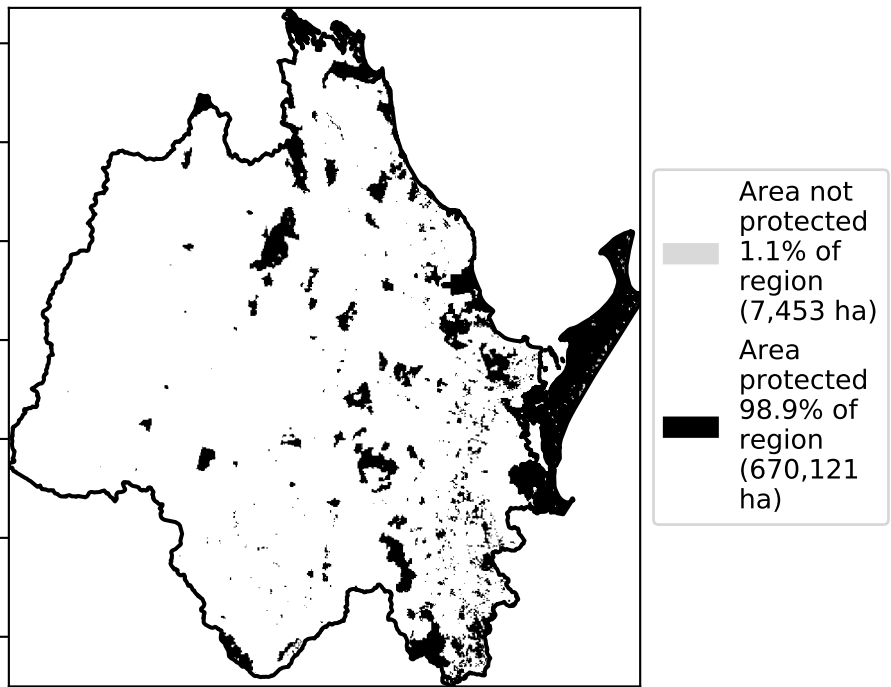 Area not
protected
1.1% of
region
(7,453 ha)
Area
protected
98.9% of
region
(670,121
ha)